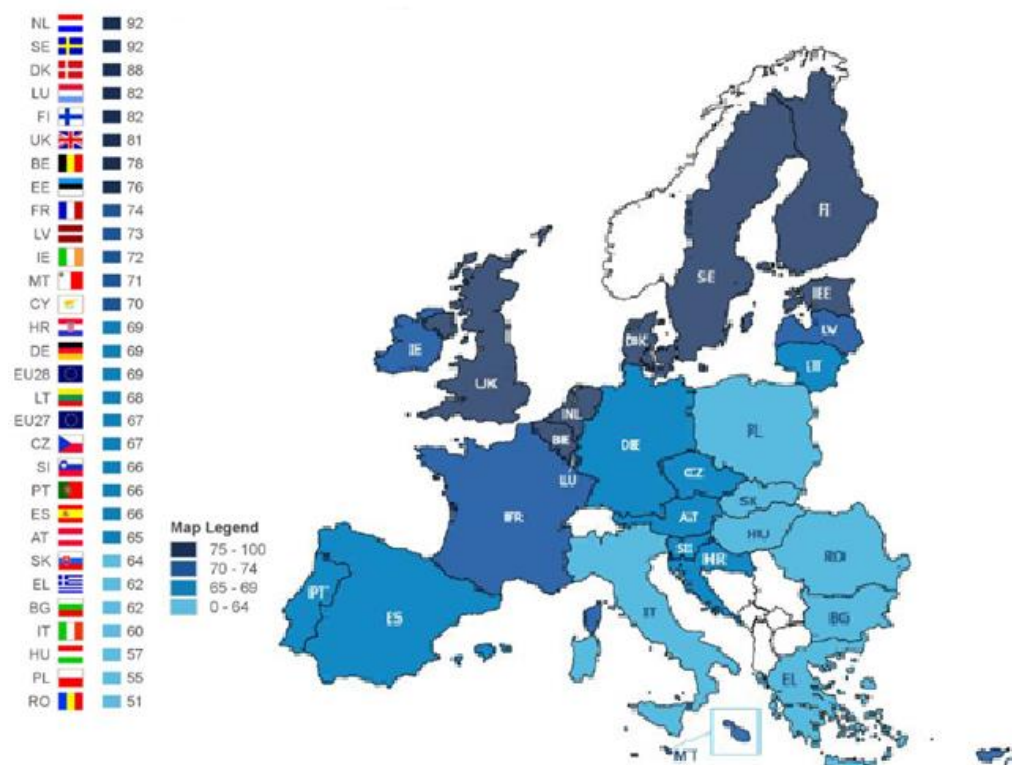 NL 92
SE 92
DK 88
LU 82
FI 82
UK 81
BE 78
EE 76
FR 74
LV 73
IE 72
MT 71
CY 70
HR 69
DE 69
EU28 69
LT 68
EU27 67
CZ 67
SI 66
PT 66
ES 66
AT 65
SK 64
EL 62
BG 62
IT 60
HU 57
PL 55
RO 51
Map Legend
75 - 100
70 - 74
65 - 69
0 - 64
FI
SE
EE
LV
DK
LT
IE
UK
NL
PL
DE
BE
CZ
LU
SK
AT
HU
FR
SI
HR
RO
PT
ES
IT
BG
EL
MT